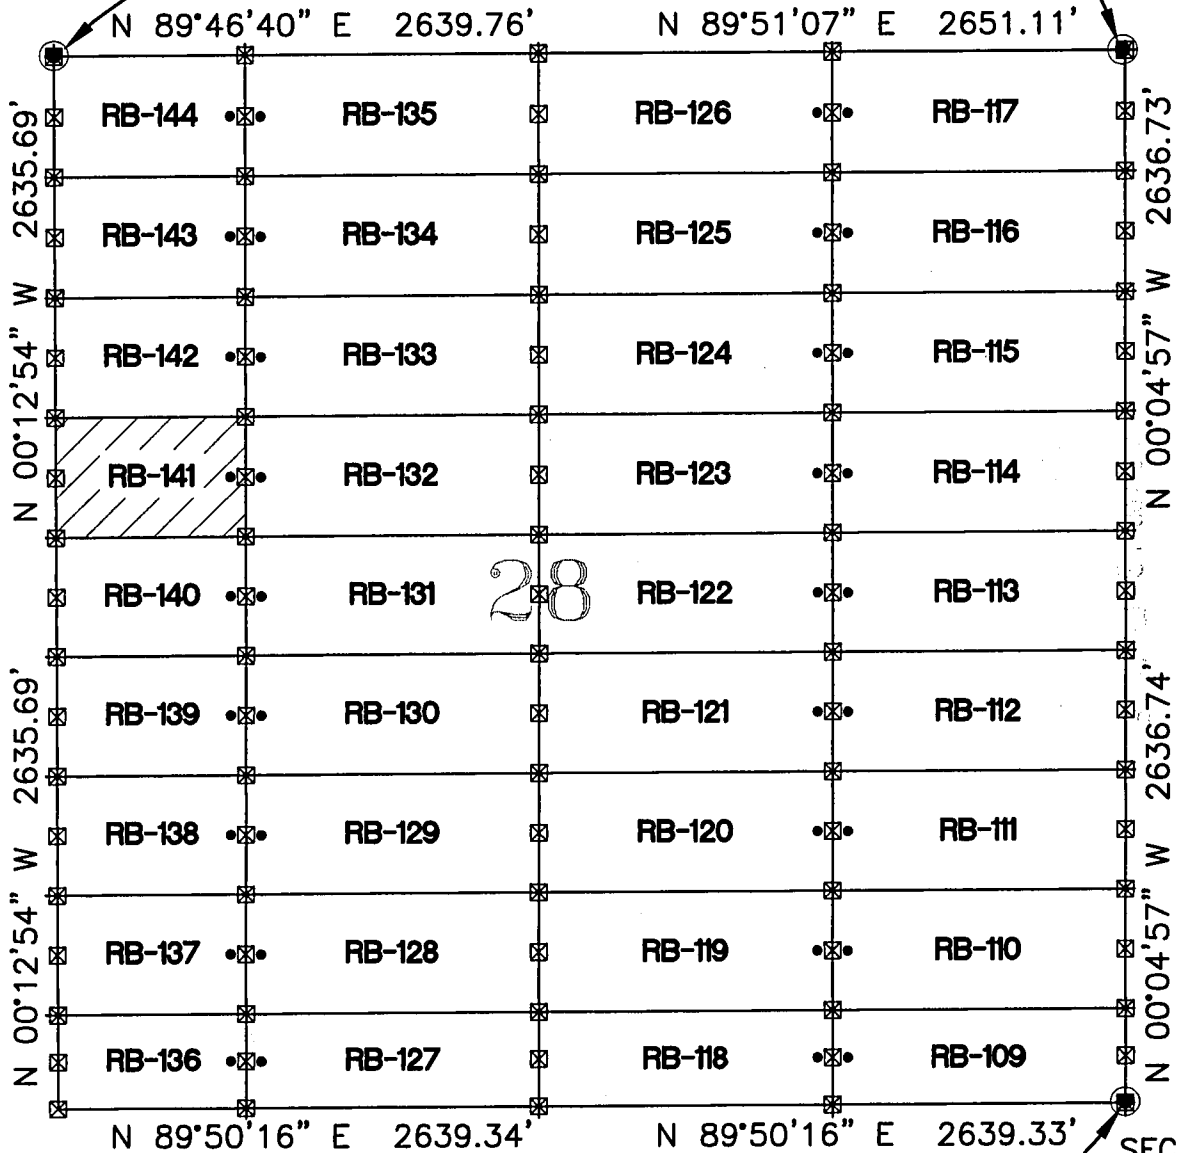 N 89°46'40" E 2639.76' N 89°51'07" E 2651.11'
RB-144 RB-135 RB-126 RB-117
RB-143 RB-134 RB-125 RB-116
RB-142 RB-133 RB-124 RB-115
RB-141 RB-132 RB-123 RB-114
RB-140 RB-131 28 RB-122 RB-113
RB-139 RB-130 RB-121 RB-112
RB-138 RB-129 RB-120 RB-111
RB-137 RB-128 RB-119 RB-110
RB-136 RB-127 RB-118 RB-109
N 00°12'54" W 2635.69'
N 00°12'54" W 2635.69'
N 00°04'57" W 2636.73'
N 00°04'57" W 2636.74'
N 89°50'16" E 2639.34' N 89°50'16" E 2639.33'